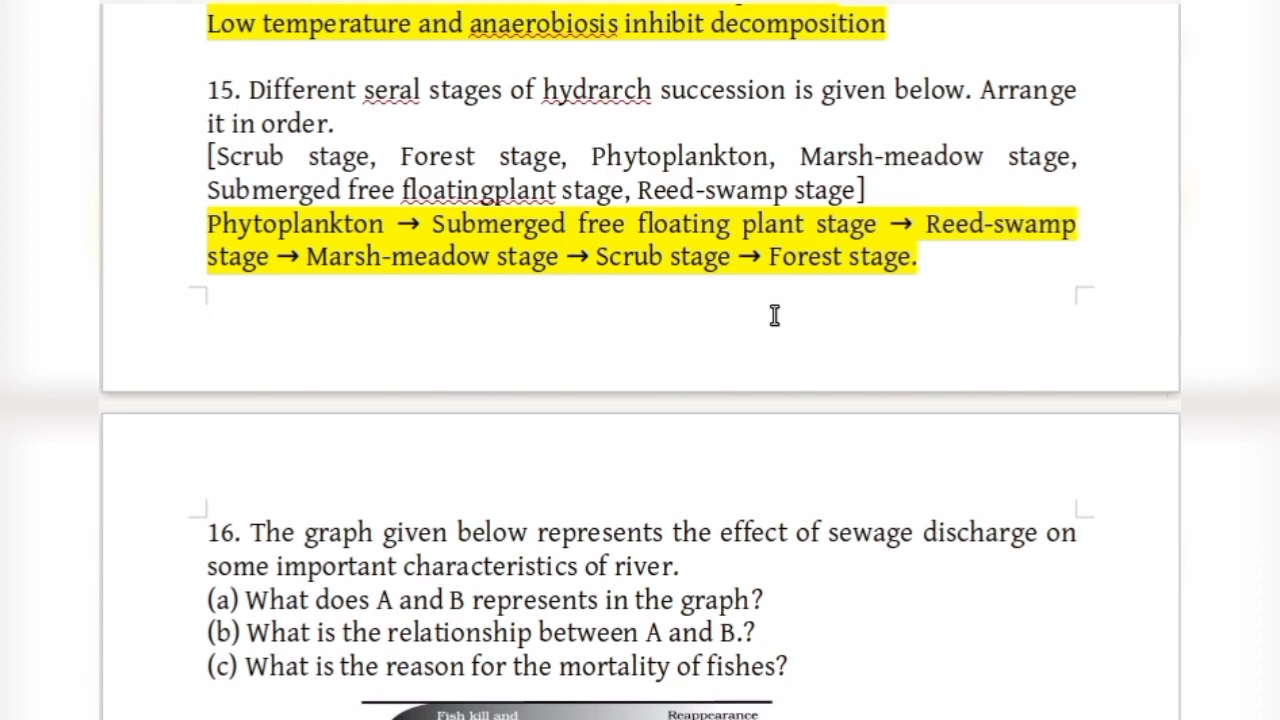 Low temperature and anaerobiosis inhibit decomposition
15. Different seral stages of hydrarch succession is given below. Arrange
it in order.
[Scrub stage, Forest stage, Phytoplankton, Marsh-meadow stage,
Submerged free floatingplant stage, Reed-swamp stage]
Phytoplankton → Submerged free floating plant stage → Reed-swamp
stage → Marsh-meadow stage → Scrub stage → Forest stage.
16. The graph given below represents the effect of sewage discharge on
some important characteristics of river.
(a) What does A and B represents in the graph?
(b) What is the relationship between A and B.?
(c) What is the reason for the mortality of fishes?
Fish kill and
Reappearance